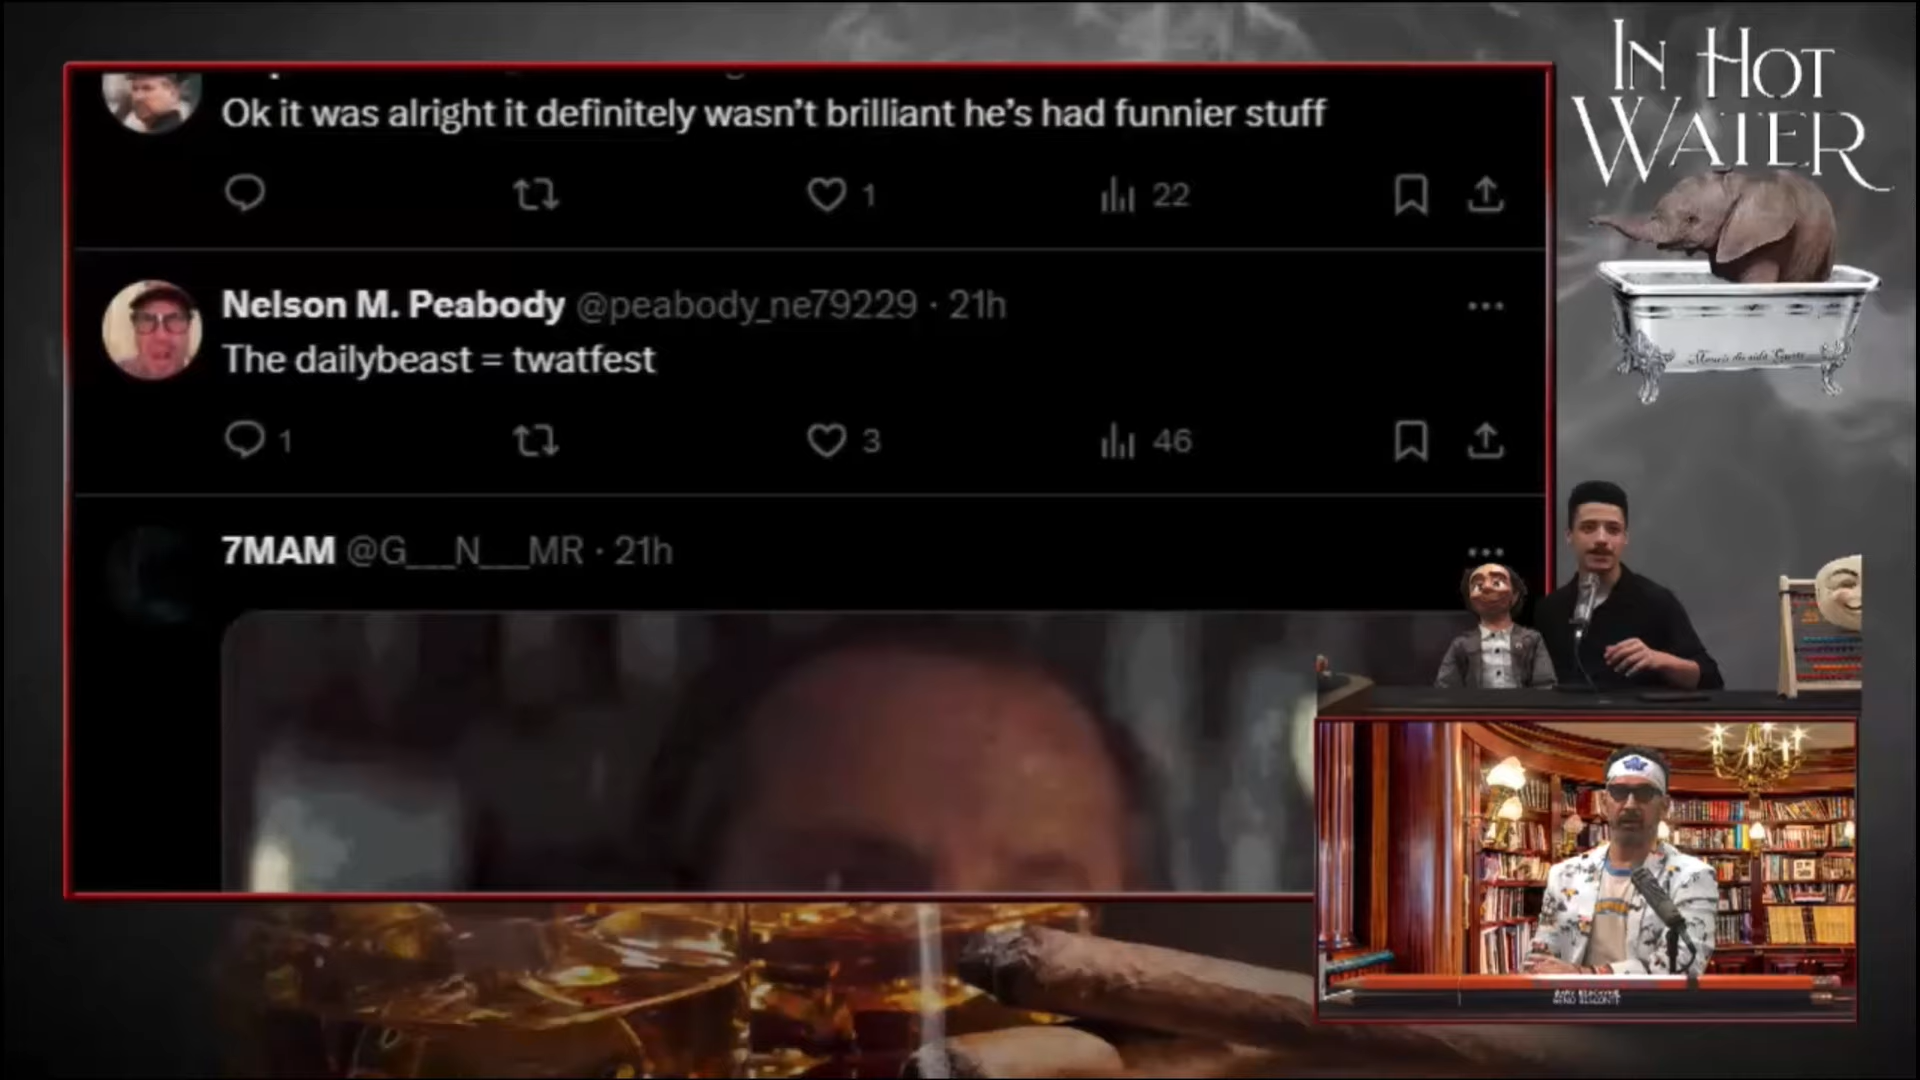 IN HOT
WATER
Ok it was alright it definitely wasn’t brilliant he’s had funnier stuff
1
22
Nelson M. Peabody @peabody_ne79229 · 21h
The dailybeast = twatfest
1
3
46
7MAM @G___N___MR · 21h